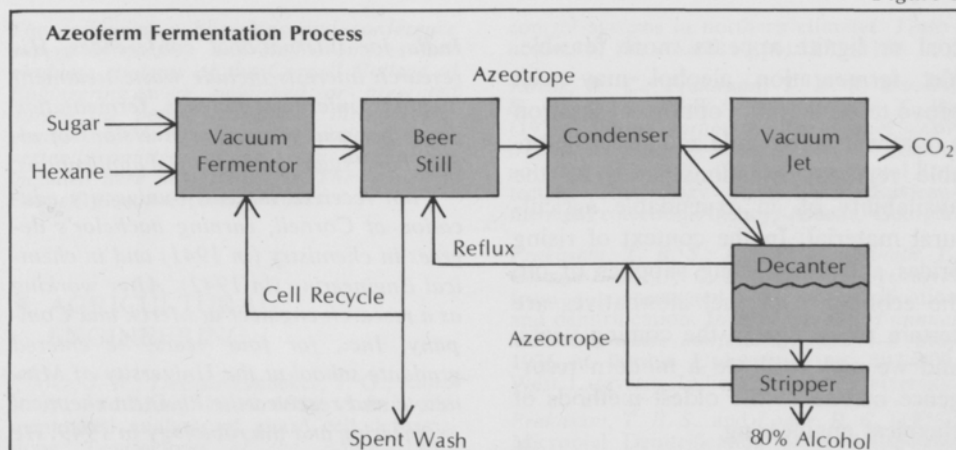 Azeoferm Fermentation Process
Azeotrope
Sugar
Hexane
Vacuum
Fermentor
Beer
Still
Condenser
Vacuum
Jet
CO₂
Reflux
Decanter
Cell Recycle
Azeotrope
Stripper
Spent Wash
80% Alcohol